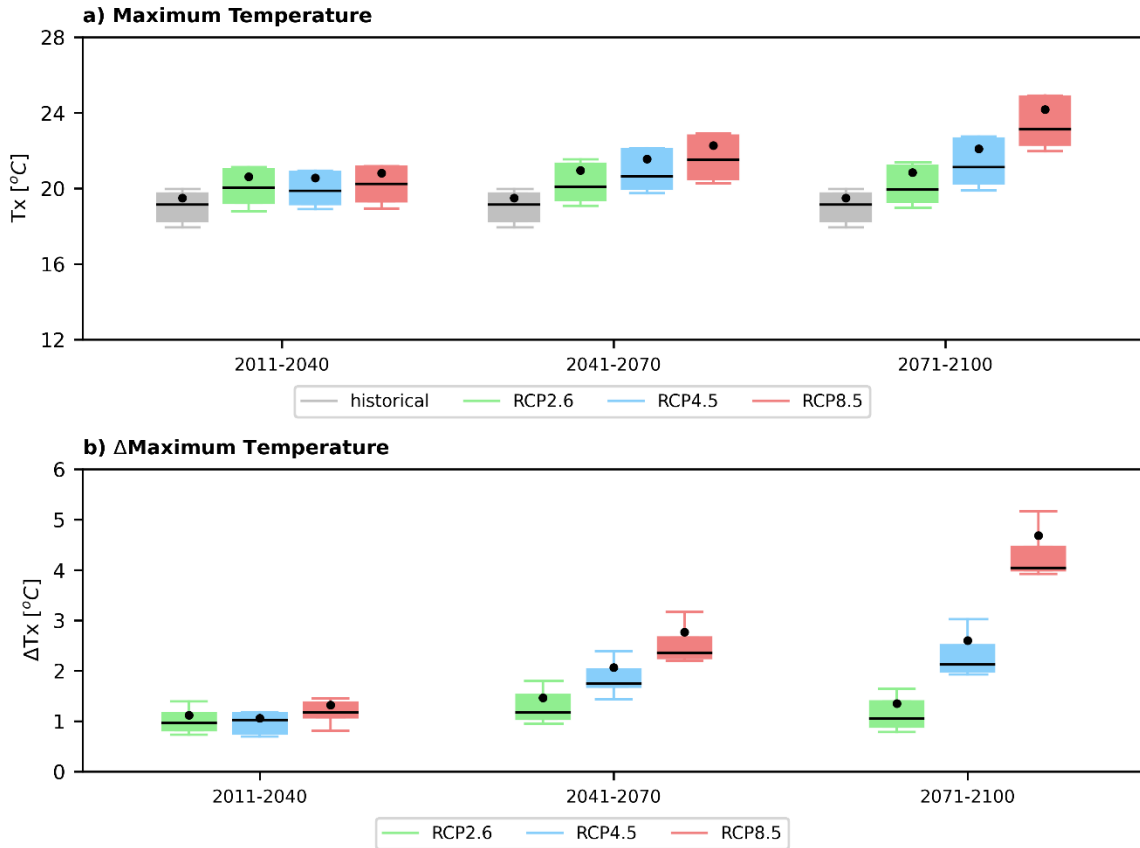 a) Maximum Temperature
28
24
20
16
12
Tx [°C]
2011-2040 2041-2070 2071-2100
historical RCP2.6 RCP4.5 RCP8.5
b) ΔMaximum Temperature
6
5
4
3
2
1
0
ΔTx [°C]
2011-2040 2041-2070 2071-2100
RCP2.6 RCP4.5 RCP8.5